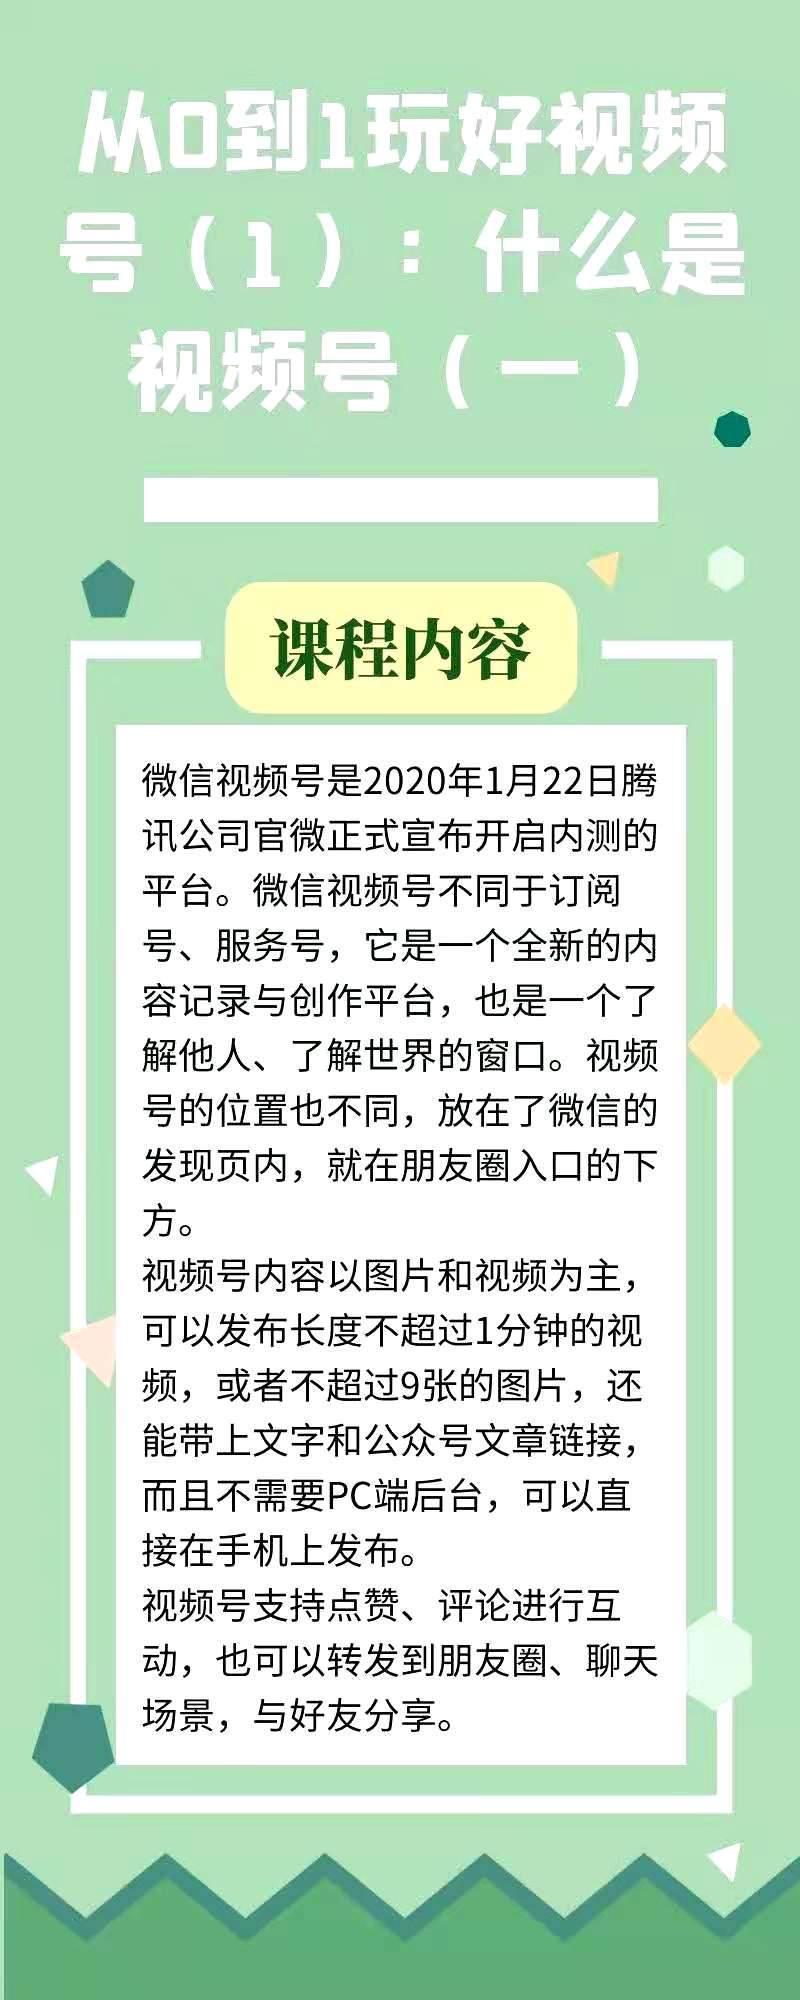 从0到1玩好视频
号（1）：什么是
视频号（一）
课程内容
微信视频号是2020年1月22日腾
讯公司官微正式宣布开启内测的
平台。微信视频号不同于订阅
号、服务号，它是一个全新的内
容记录与创作平台，也是一个了
解他人、了解世界的窗口。视频
号的位置也不同，放在了微信的
发现页内，就在朋友圈入口的下
方。
视频号内容以图片和视频为主，
可以发布长度不超过1分钟的视
频，或者不超过9张的图片，还
能带上文字和公众号文章链接，
而且不需要PC端后台，可以直
接在手机上发布。
视频号支持点赞、评论进行互
动，也可以转发到朋友圈、聊天
场景，与好友分享。